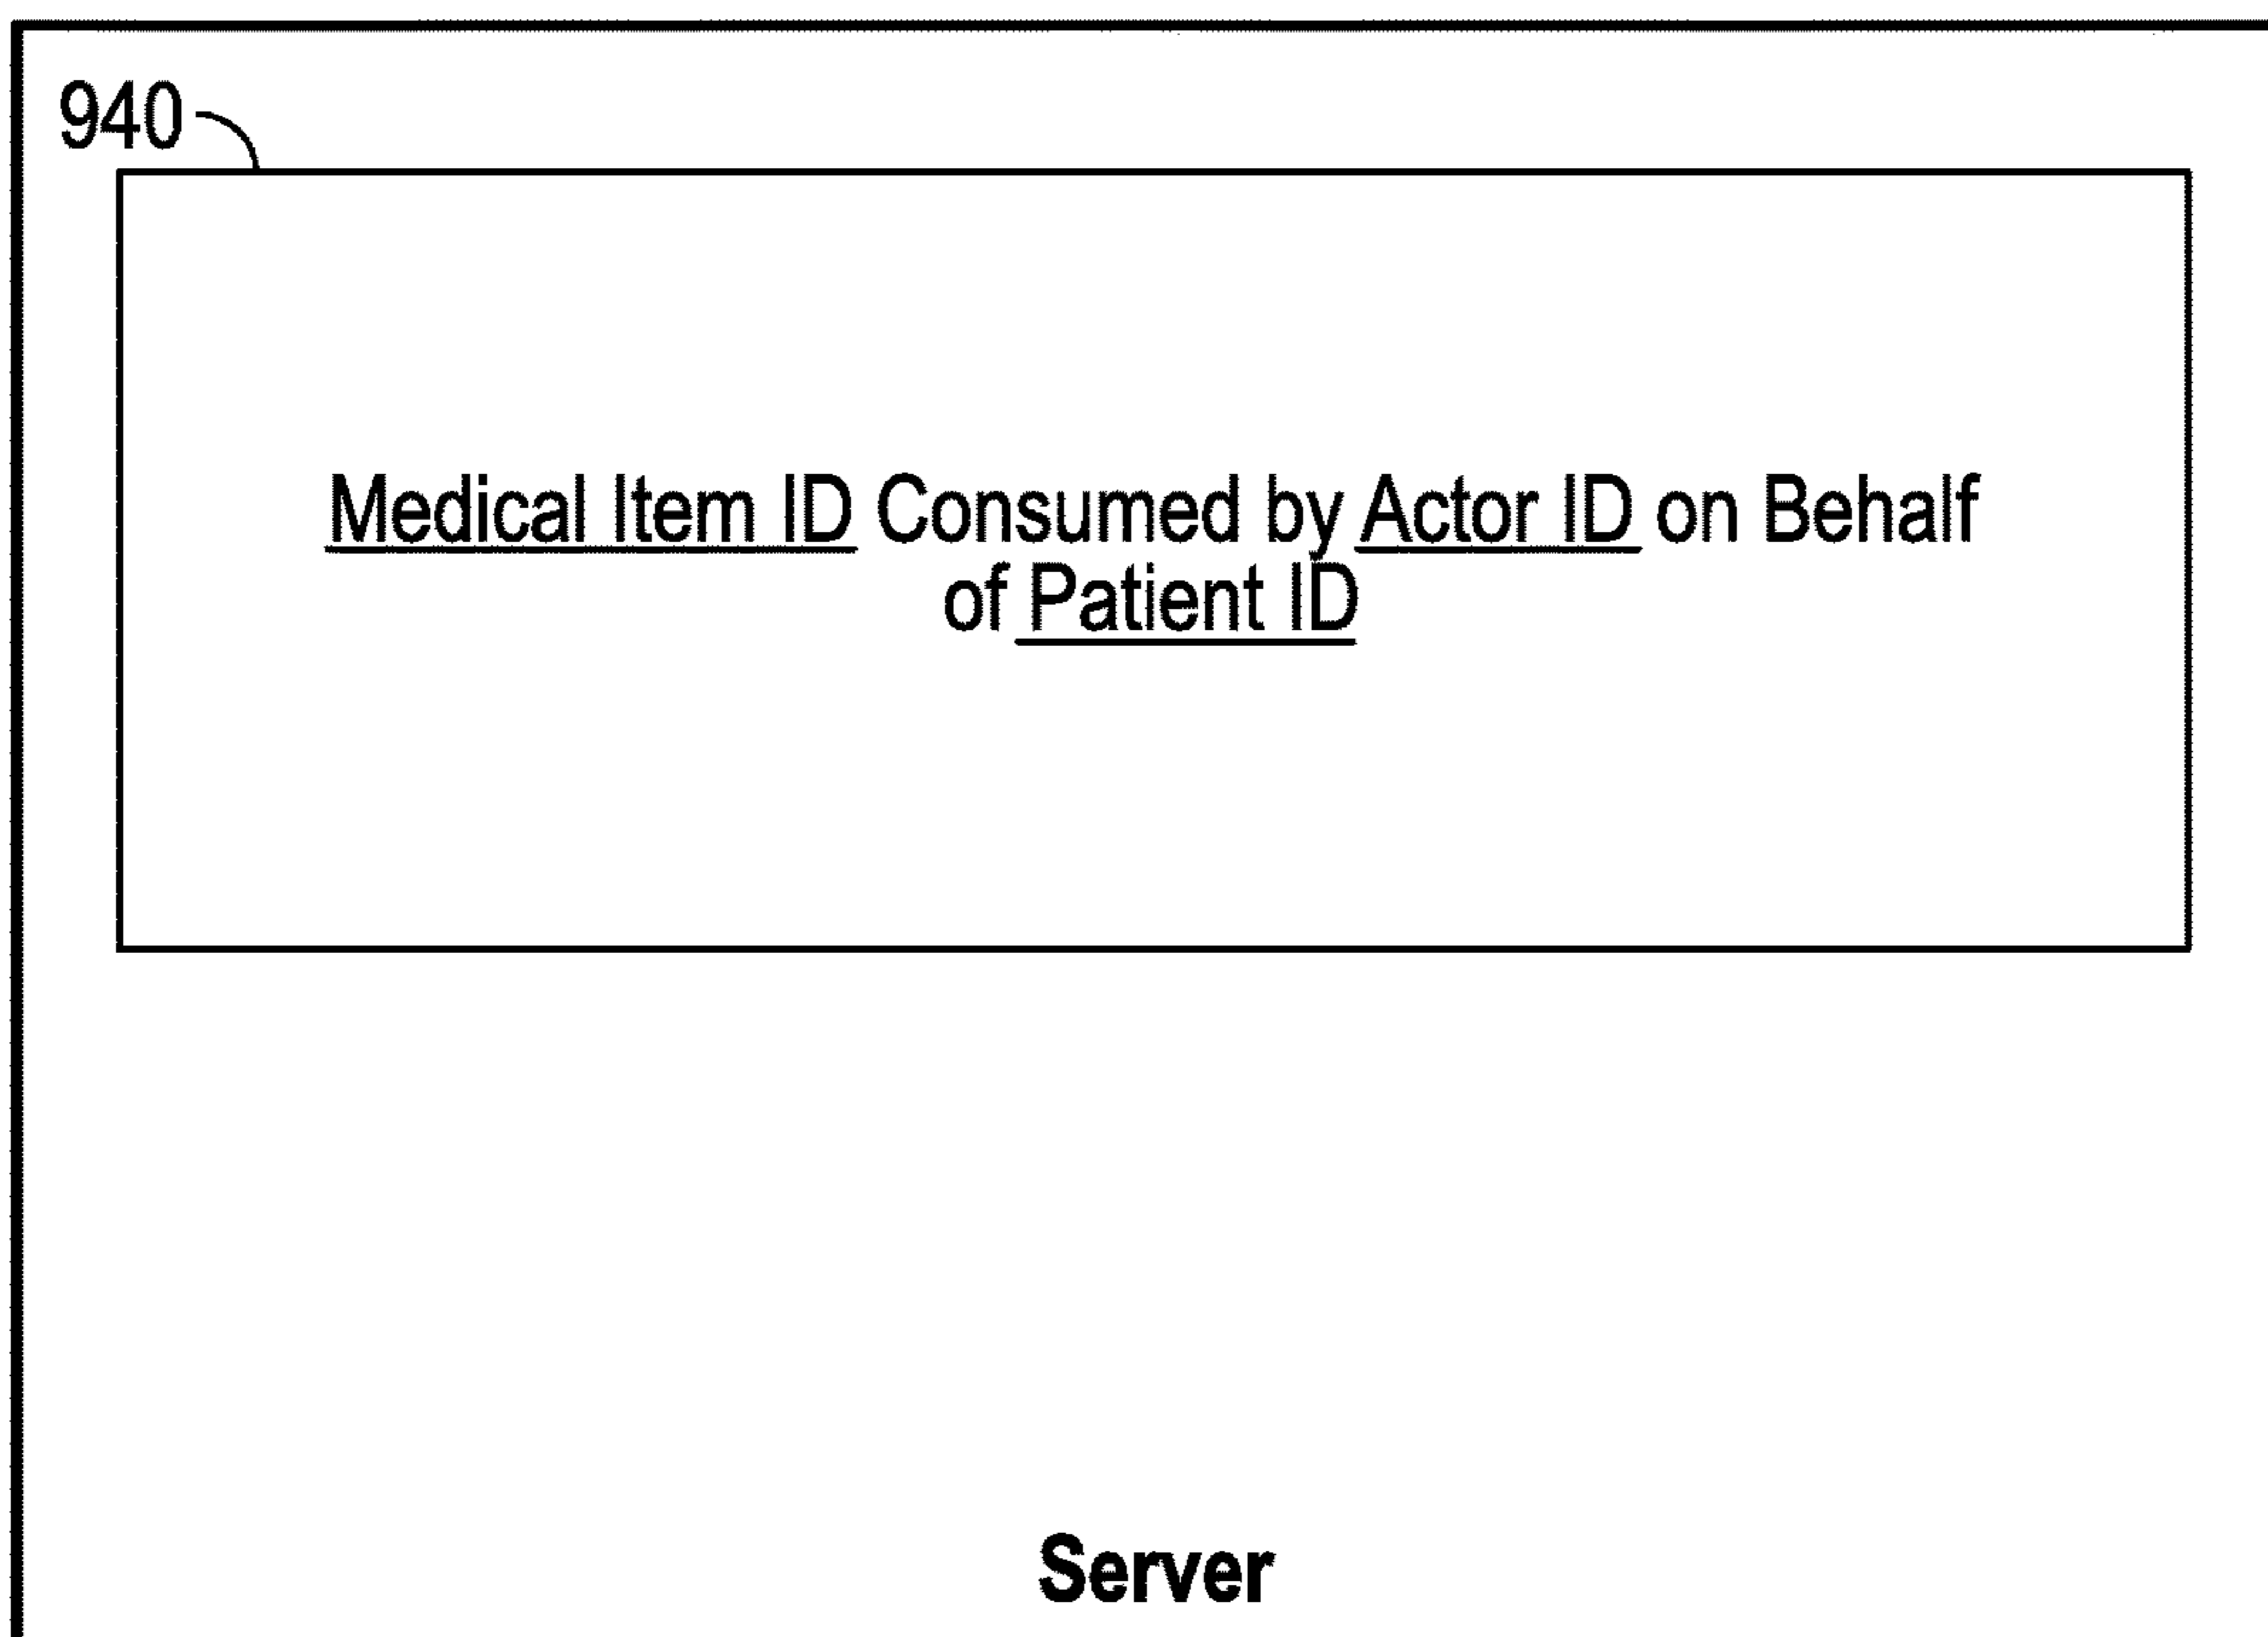 940
Medical Item ID Consumed by Actor ID on Behalf
of Patient ID
Server